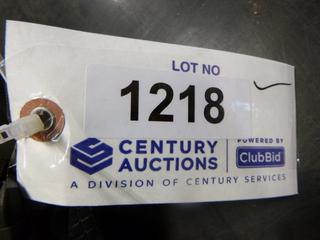 LOT NO
1218
CENTURY
AUCTIONS
POWERED BY
ClubBid
A DIVISION OF CENTURY SERVICES